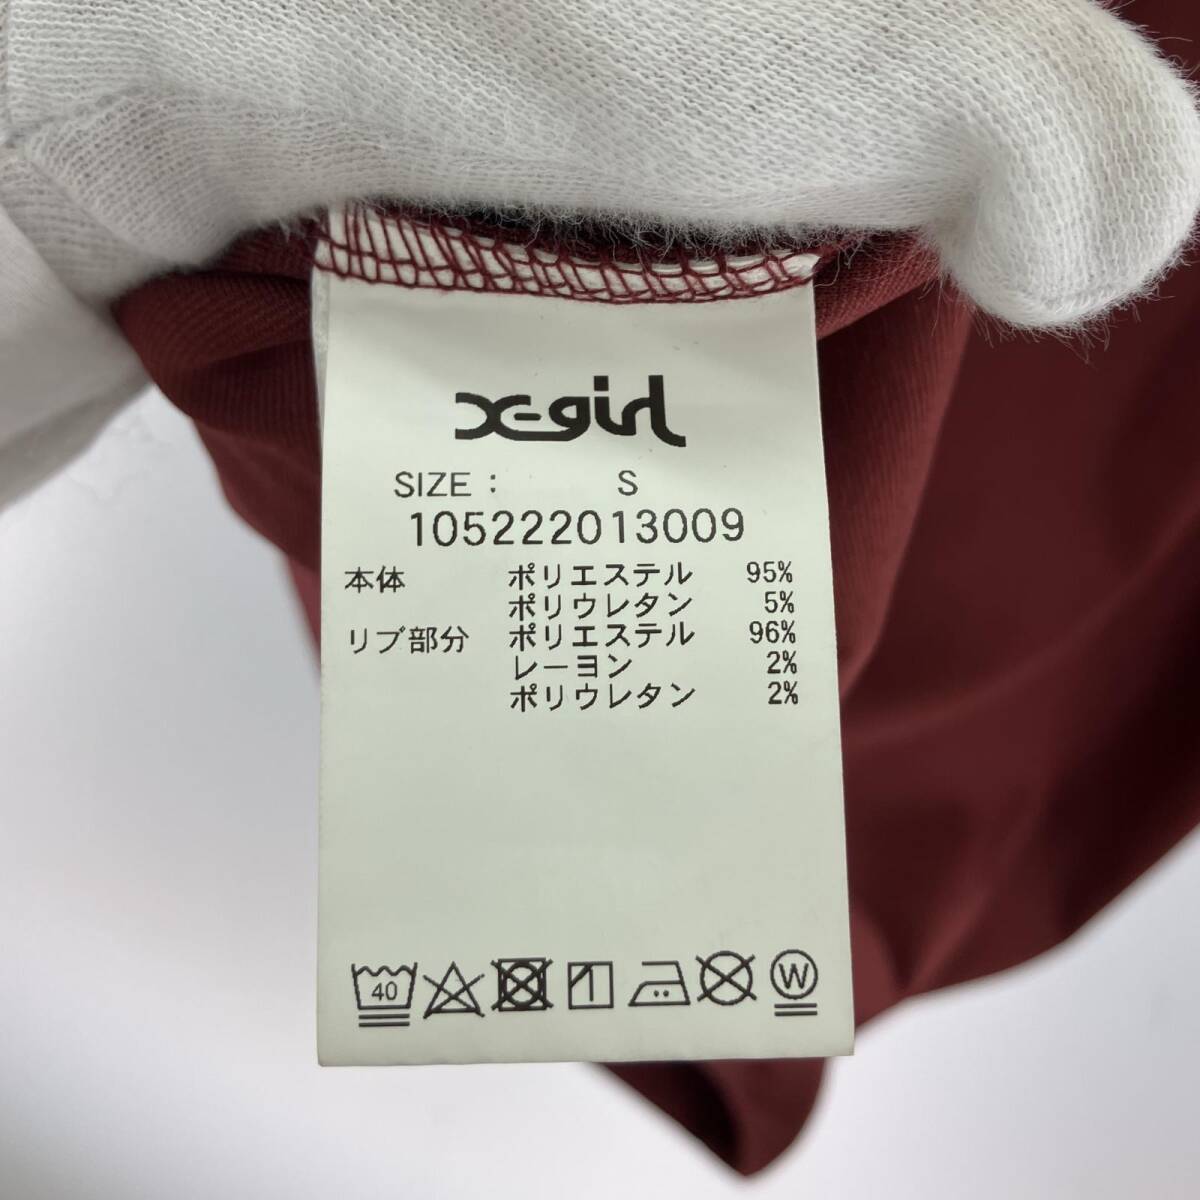 X-girl
SIZE : S
105222013009
本体 ポリエステル 95%
ポリウレタン 5%
リブ部分 ポリエステル 96%
レーヨン 2%
ポリウレタン 2%
40 W